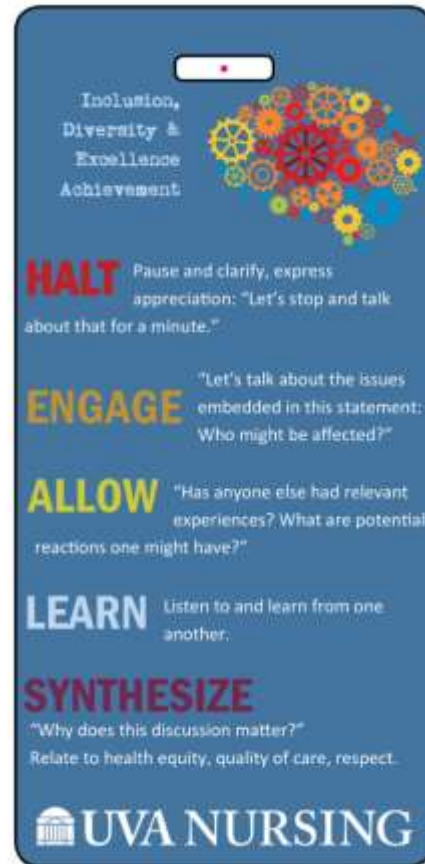 Inclusion,
Diversity &
Excellence
Achievement
HALT Pause and clarify, express
appreciation: “Let’s stop and talk
about that for a minute.”
“Let’s talk about the issues
ENGAGE embedded in this statement:
Who might be affected?”
ALLOW “Has anyone else had relevant
experiences? What are potential
reactions one might have?”
LEARN Listen to and learn from one
another.
SYNTHESIZE
“Why does this discussion matter?”
Relate to health equity, quality of care, respect.
UVA NURSING